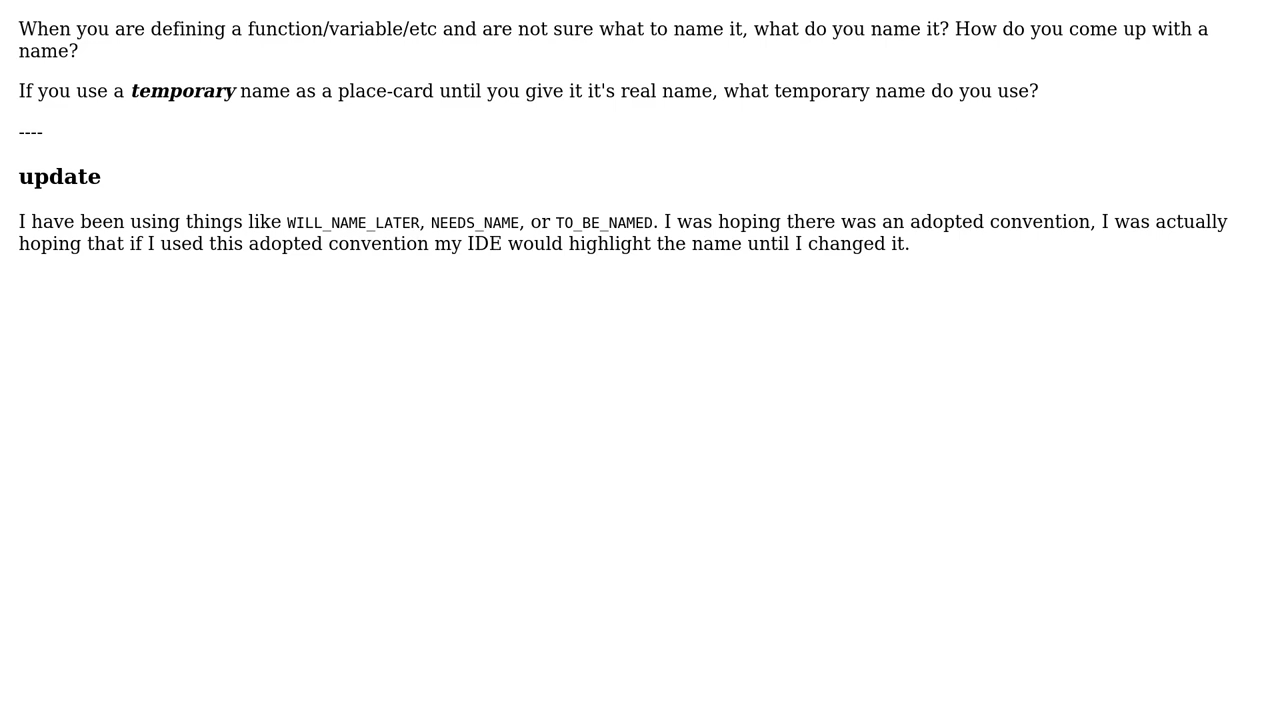 When you are defining a function/variable/etc and are not sure what to name it, what do you name it? How do you come up with a
name?
If you use a temporary name as a place-card until you give it it's real name, what temporary name do you use?
----
update
I have been using things like WILL_NAME_LATER, NEEDS_NAME, or TO_BE_NAMED. I was hoping there was an adopted convention, I was actually
hoping that if I used this adopted convention my IDE would highlight the name until I changed it.